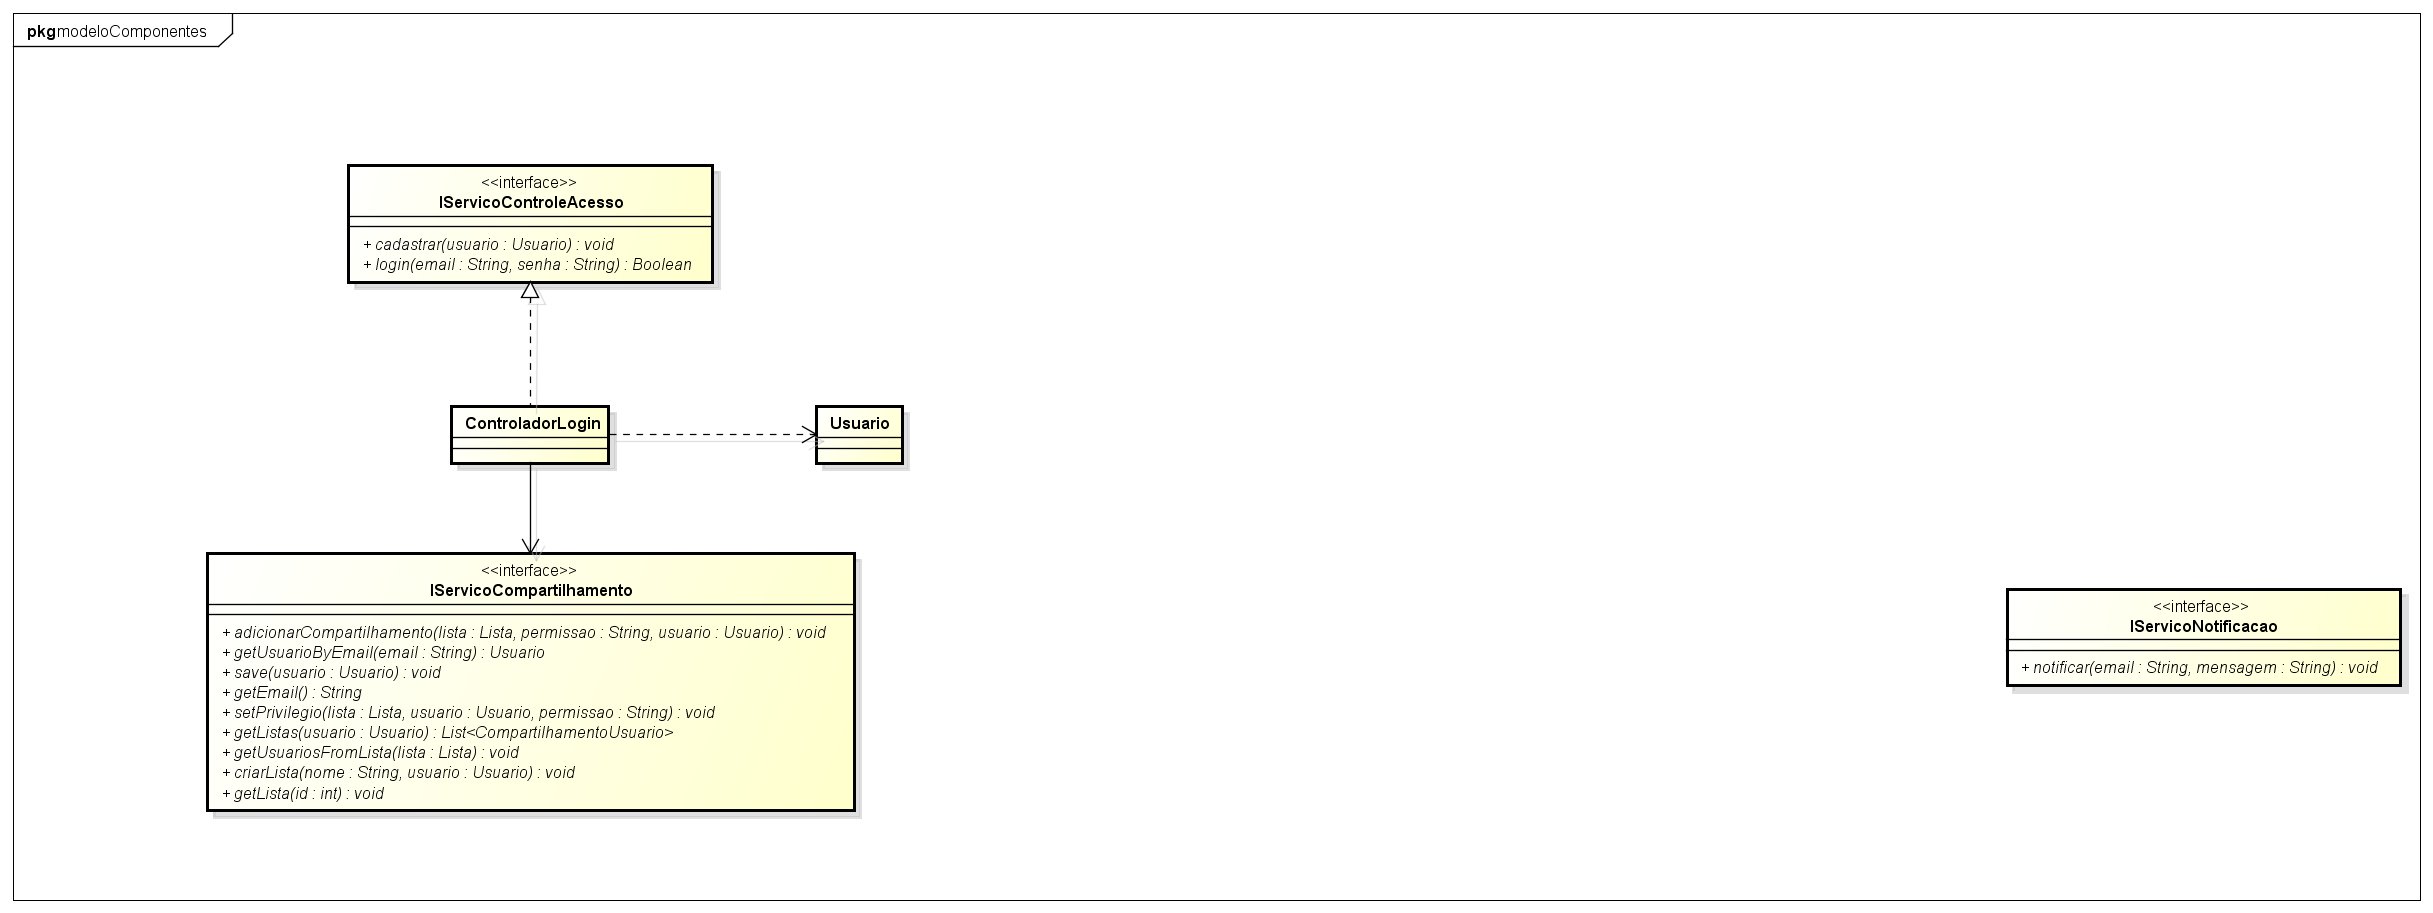 pkg modeloComponentes
<<interface>>
IServicoControleAcesso
+ cadastrar(usuario : Usuario) : void
+ login(email : String, senha : String) : Boolean
ControladorLogin
Usuario
<<interface>>
IServicoCompartilhamento
+ adicionarCompartilhamento(lista : Lista, permissao : String, usuario : Usuario) : void
+ getUsuarioByEmail(email : String) : Usuario
+ save(usuario : Usuario) : void
+ getEmail() : String
+ setPrivilegio(lista : Lista, usuario : Usuario, permissao : String) : void
+ getListas(usuario : Usuario) : List<CompartilhamentoUsuario>
+ getUsuariosFromLista(lista : Lista) : void
+ criarLista(nome : String, usuario : Usuario) : void
+ getLista(id : int) : void
<<interface>>
IServicoNotificacao
+ notificar(email : String, mensagem : String) : void